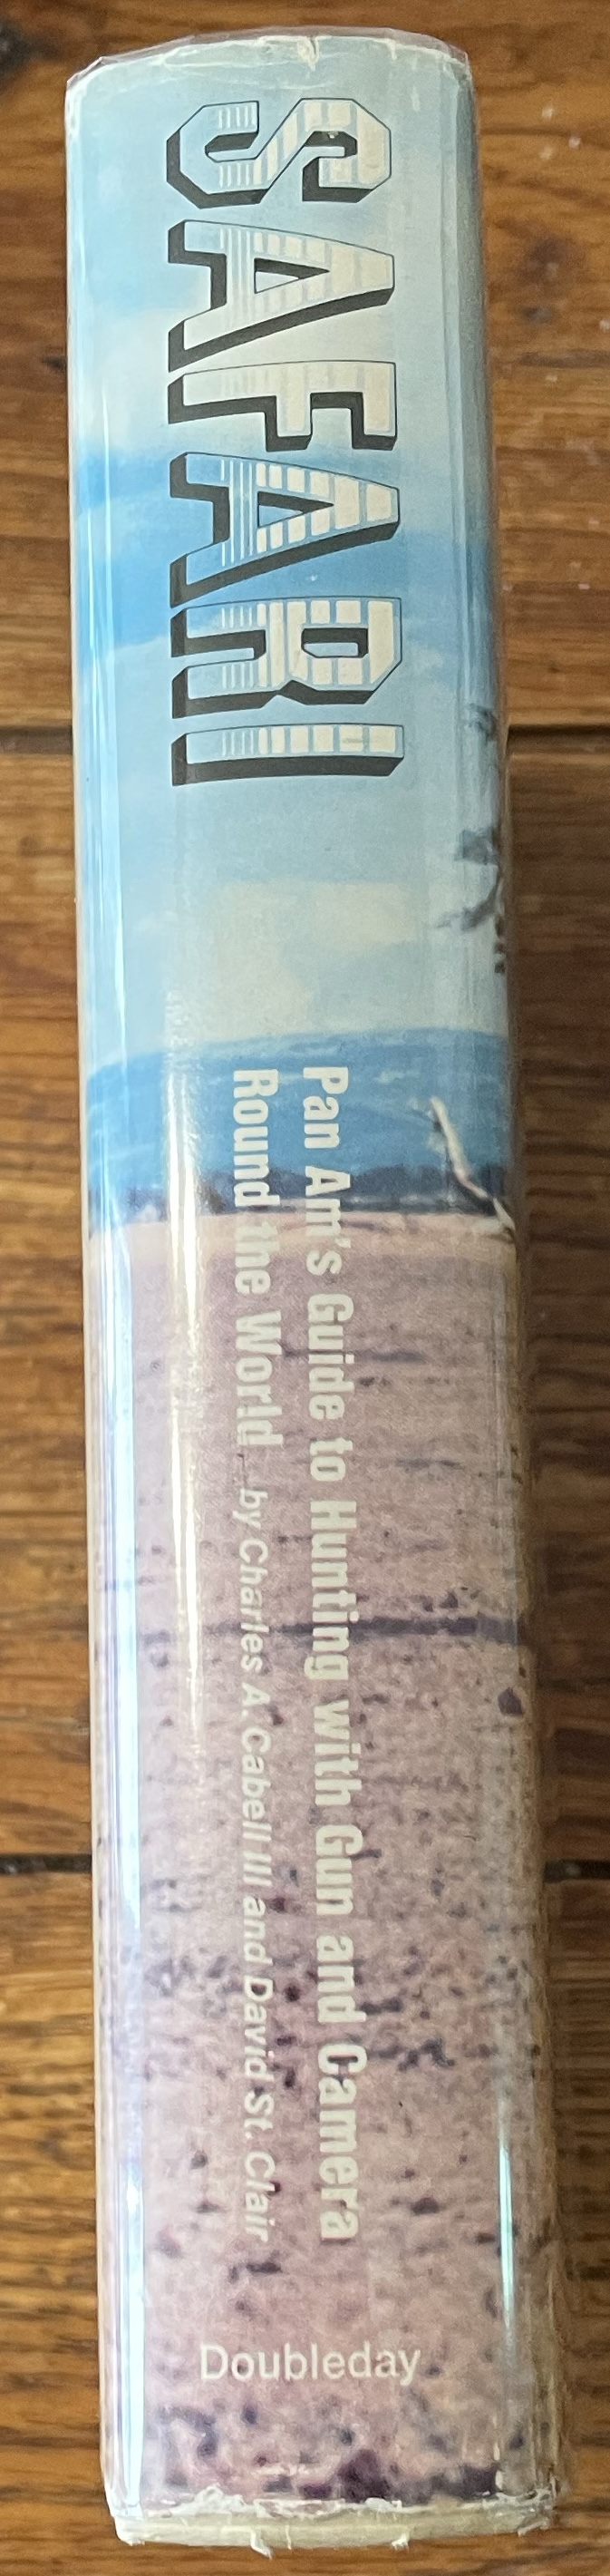 SAFARI
Pan Am's Guide to Hunting with Gun and Camera
Round the World by Charles A. Cabell III and David St. Clair
Doubleday